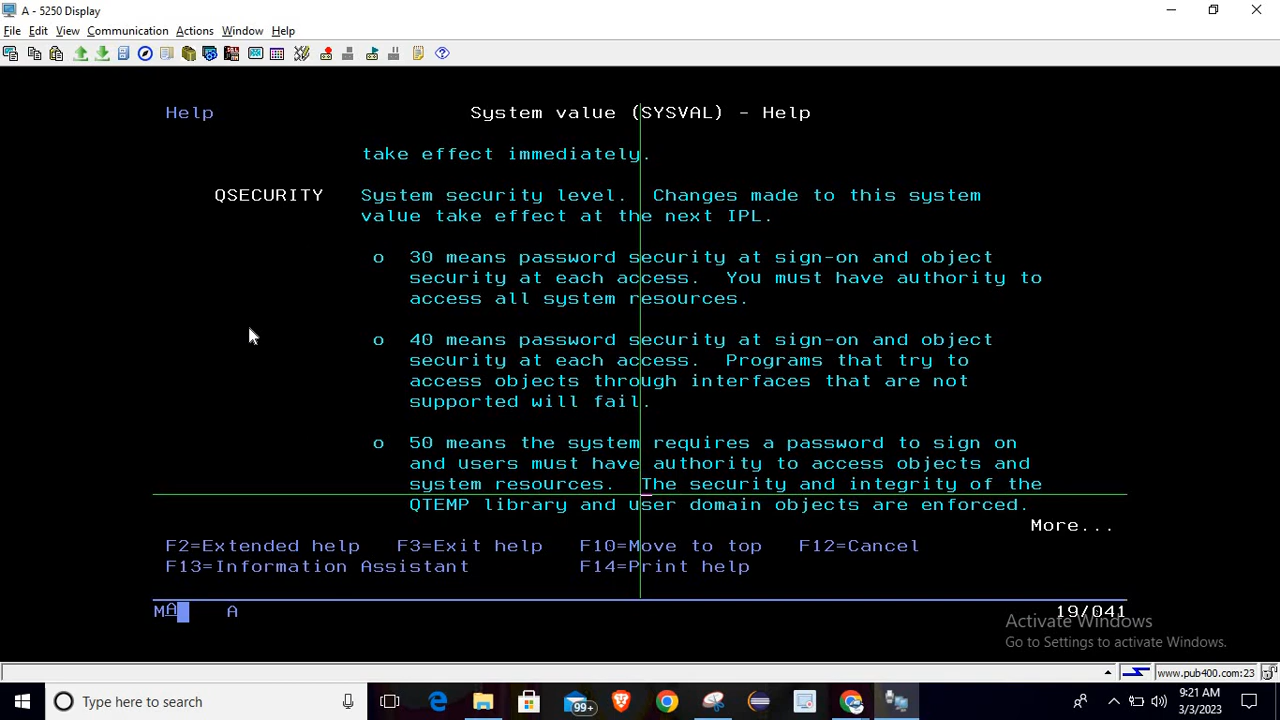 A - 5250 Display
File Edit View Communication Actions Window Help
Help System value (SYSVAL) - Help
take effect immediately.
QSECURITY System security level. Changes made to this system
value take effect at the next IPL.
o 30 means password security at sign-on and object
security at each access. You must have authority to
access all system resources.
o 40 means password security at sign-on and object
security at each access. Programs that try to
access objects through interfaces that are not
supported will fail.
o 50 means the system requires a password to sign on
and users must have authority to access objects and
system resources. The security and integrity of the
QTEMP library and user domain objects are enforced.
More...
F2=Extended help F3=Exit help F10=Move to top F12=Cancel
F13=Information Assistant F14=Print help
MA A 19/041
Activate Windows
Go to Settings to activate Windows.
www.pub400.com:23
Type here to search
99+
9:21 AM
3/3/2023